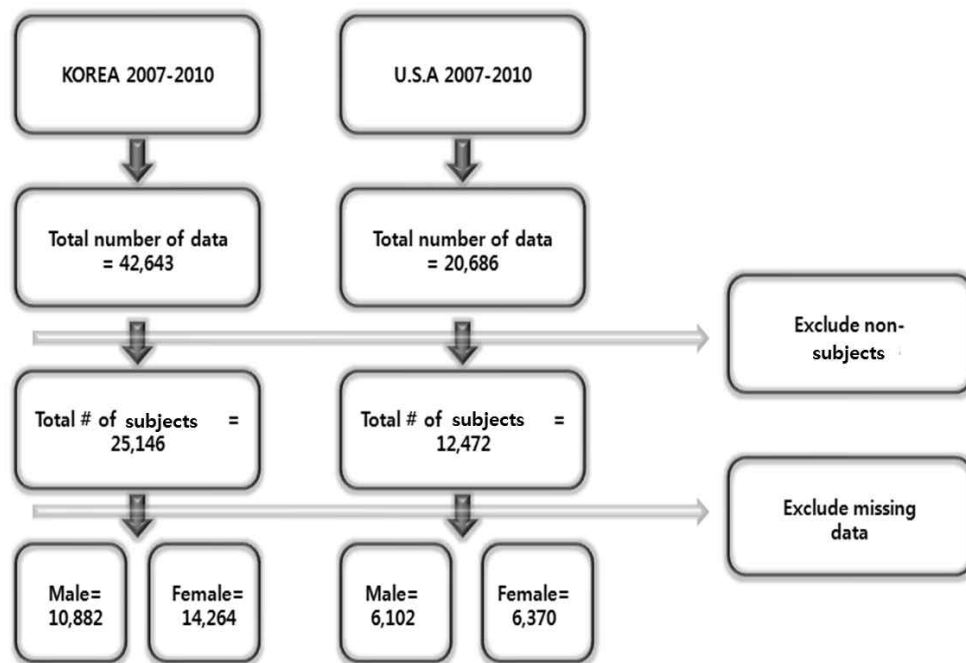 KOREA 2007-2010
U.S.A 2007-2010
Total number of data
= 42,643
Total number of data
= 20,686
Exclude non-
subjects
Total # of subjects =
25,146
Total # of subjects =
12,472
Exclude missing
data
Male=
10,882
Female=
14,264
Male=
6,102
Female=
6,370